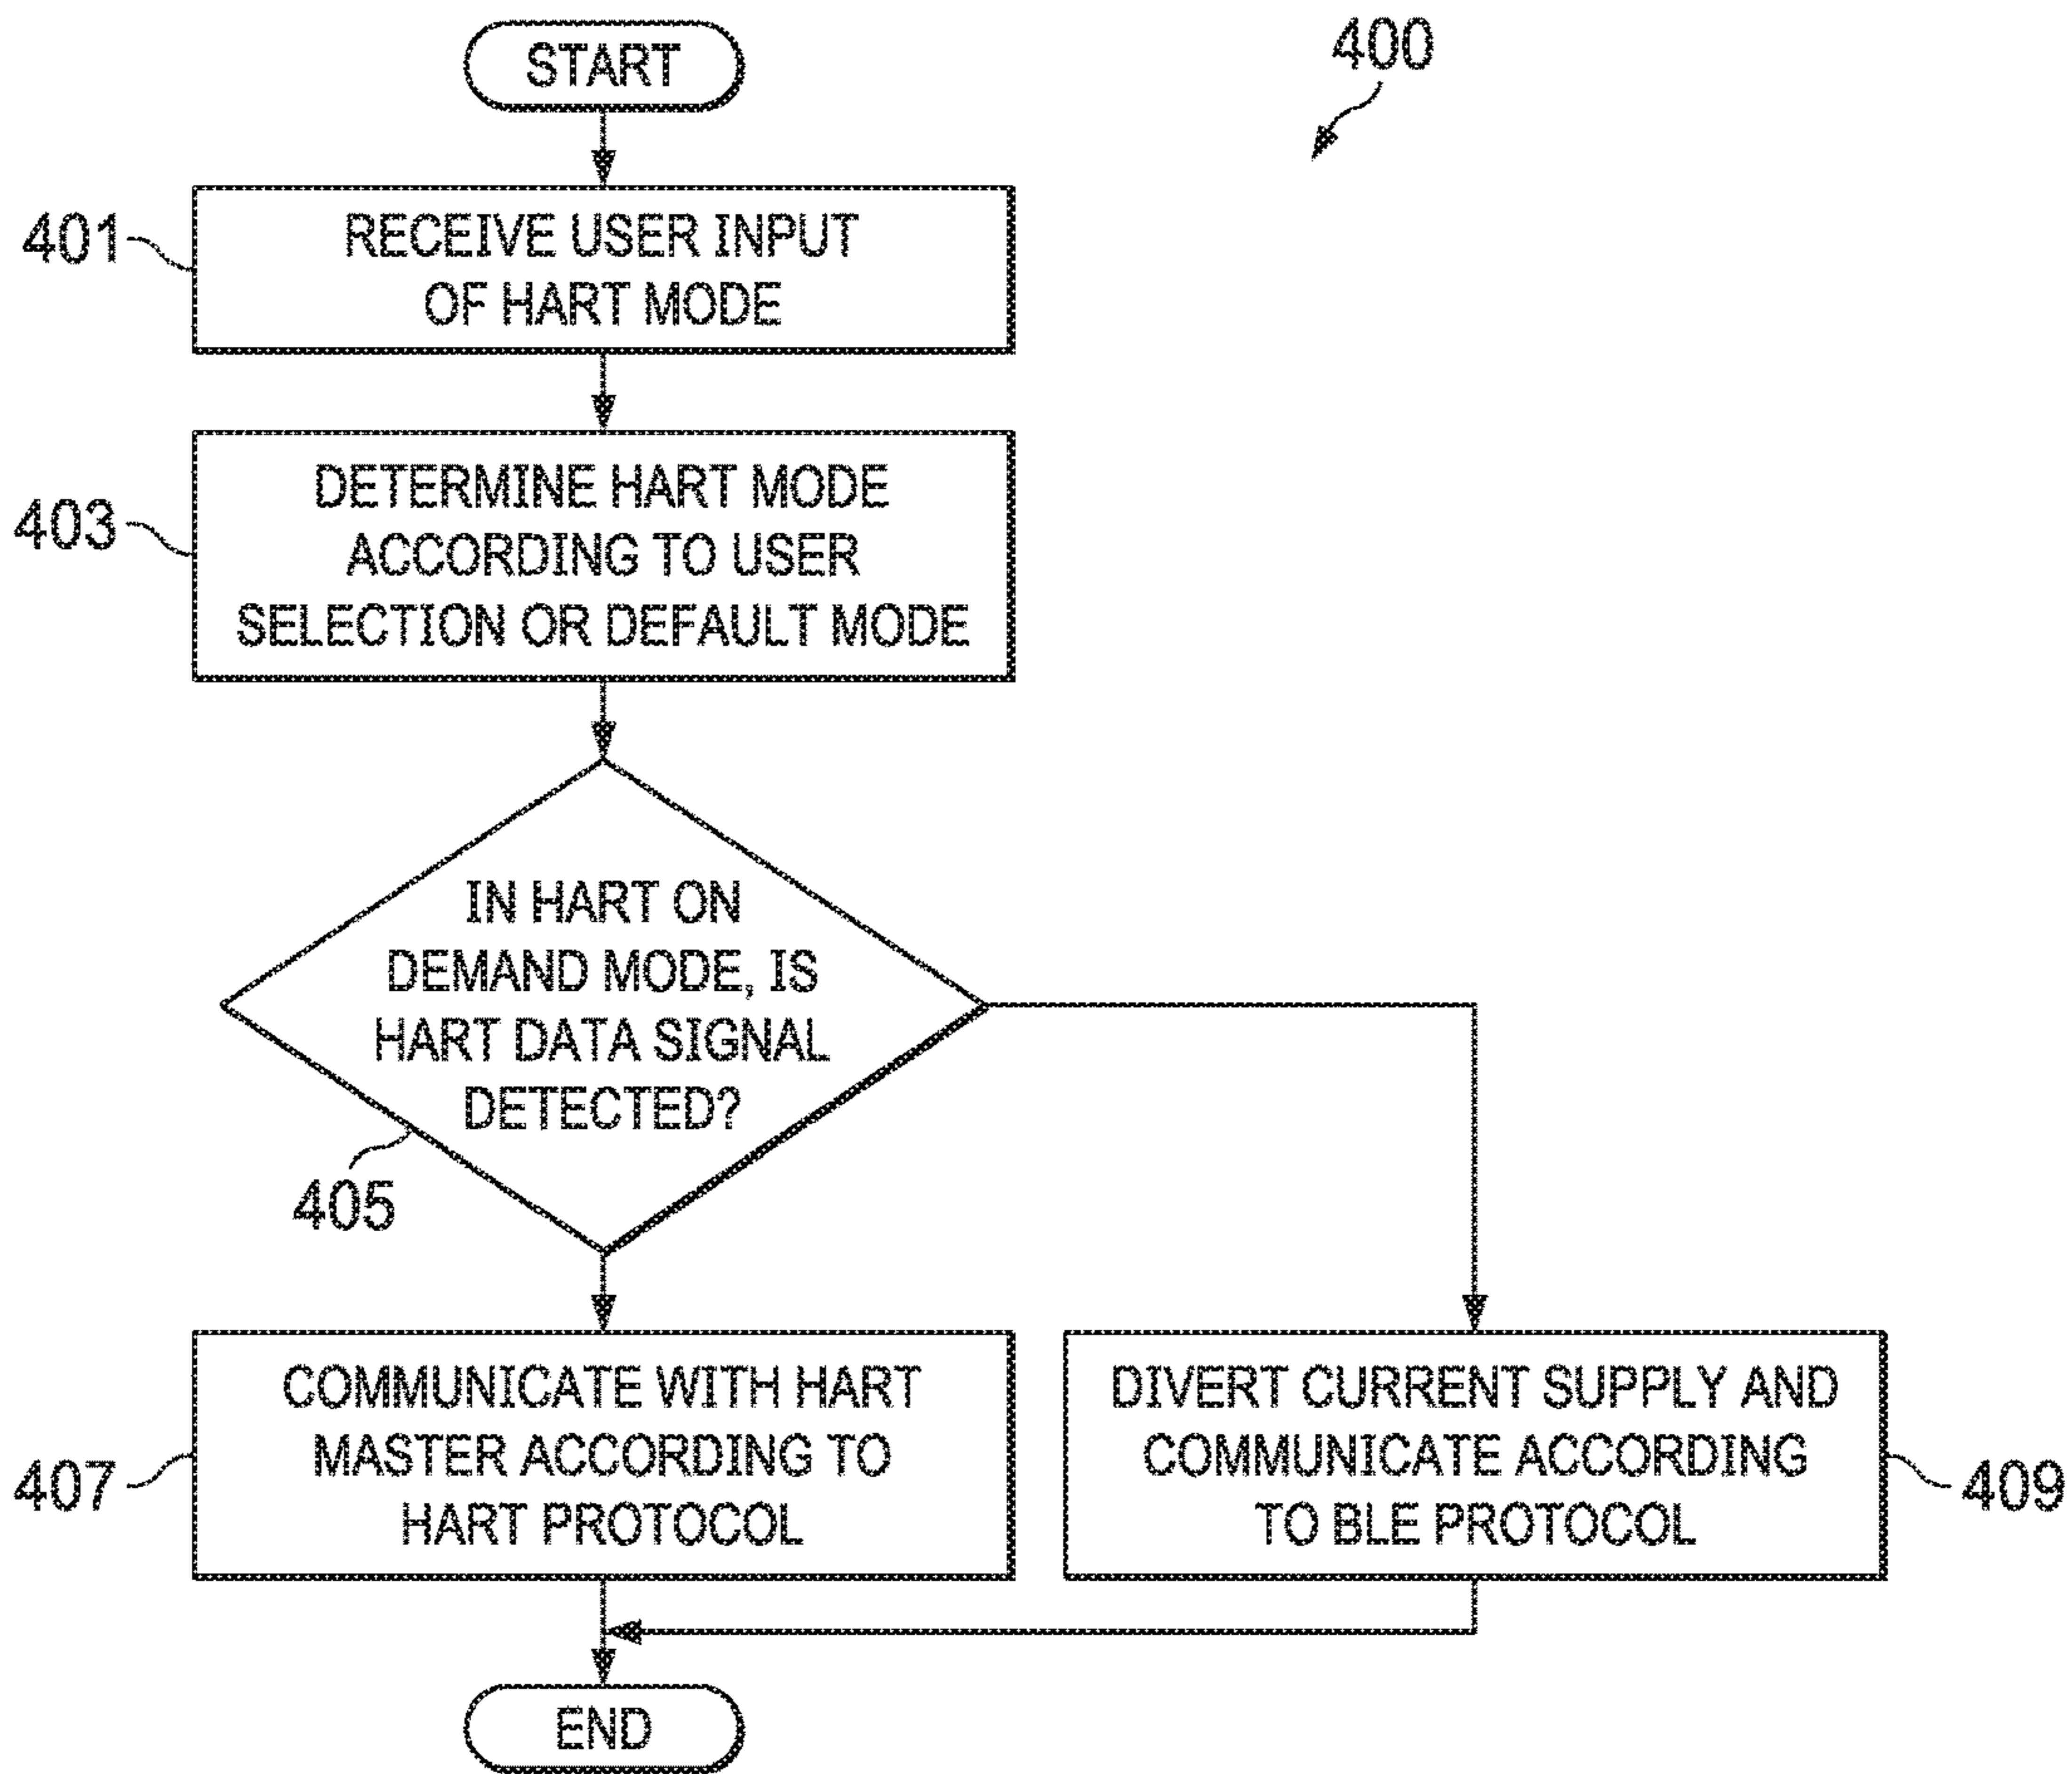 START
400
401
RECEIVE USER INPUT
OF HART MODE
403
DETERMINE HART MODE
ACCORDING TO USER
SELECTION OR DEFAULT MODE
IN HART ON
DEMAND MODE, IS
HART DATA SIGNAL
DETECTED?
405
407
COMMUNICATE WITH HART
MASTER ACCORDING TO
HART PROTOCOL
DIVERT CURRENT SUPPLY AND
COMMUNICATE ACCORDING
TO BLE PROTOCOL
409
END